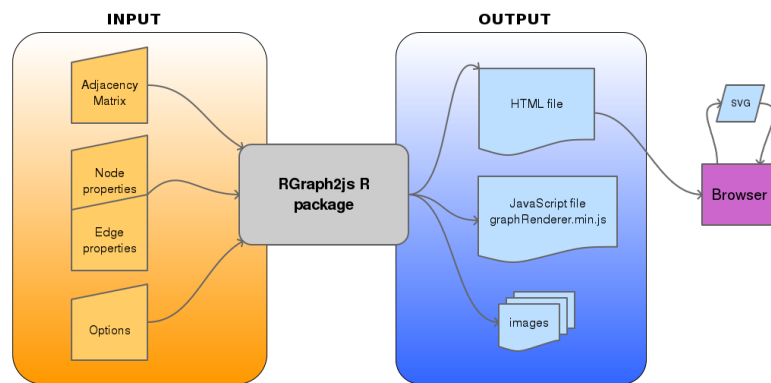 INPUT
OUTPUT
Adjacency
Matrix
Node
properties
Edge
properties
Options
RGraph2js R
package
HTML file
JavaScript file
graphRenderer.min.js
images
SVG
Browser